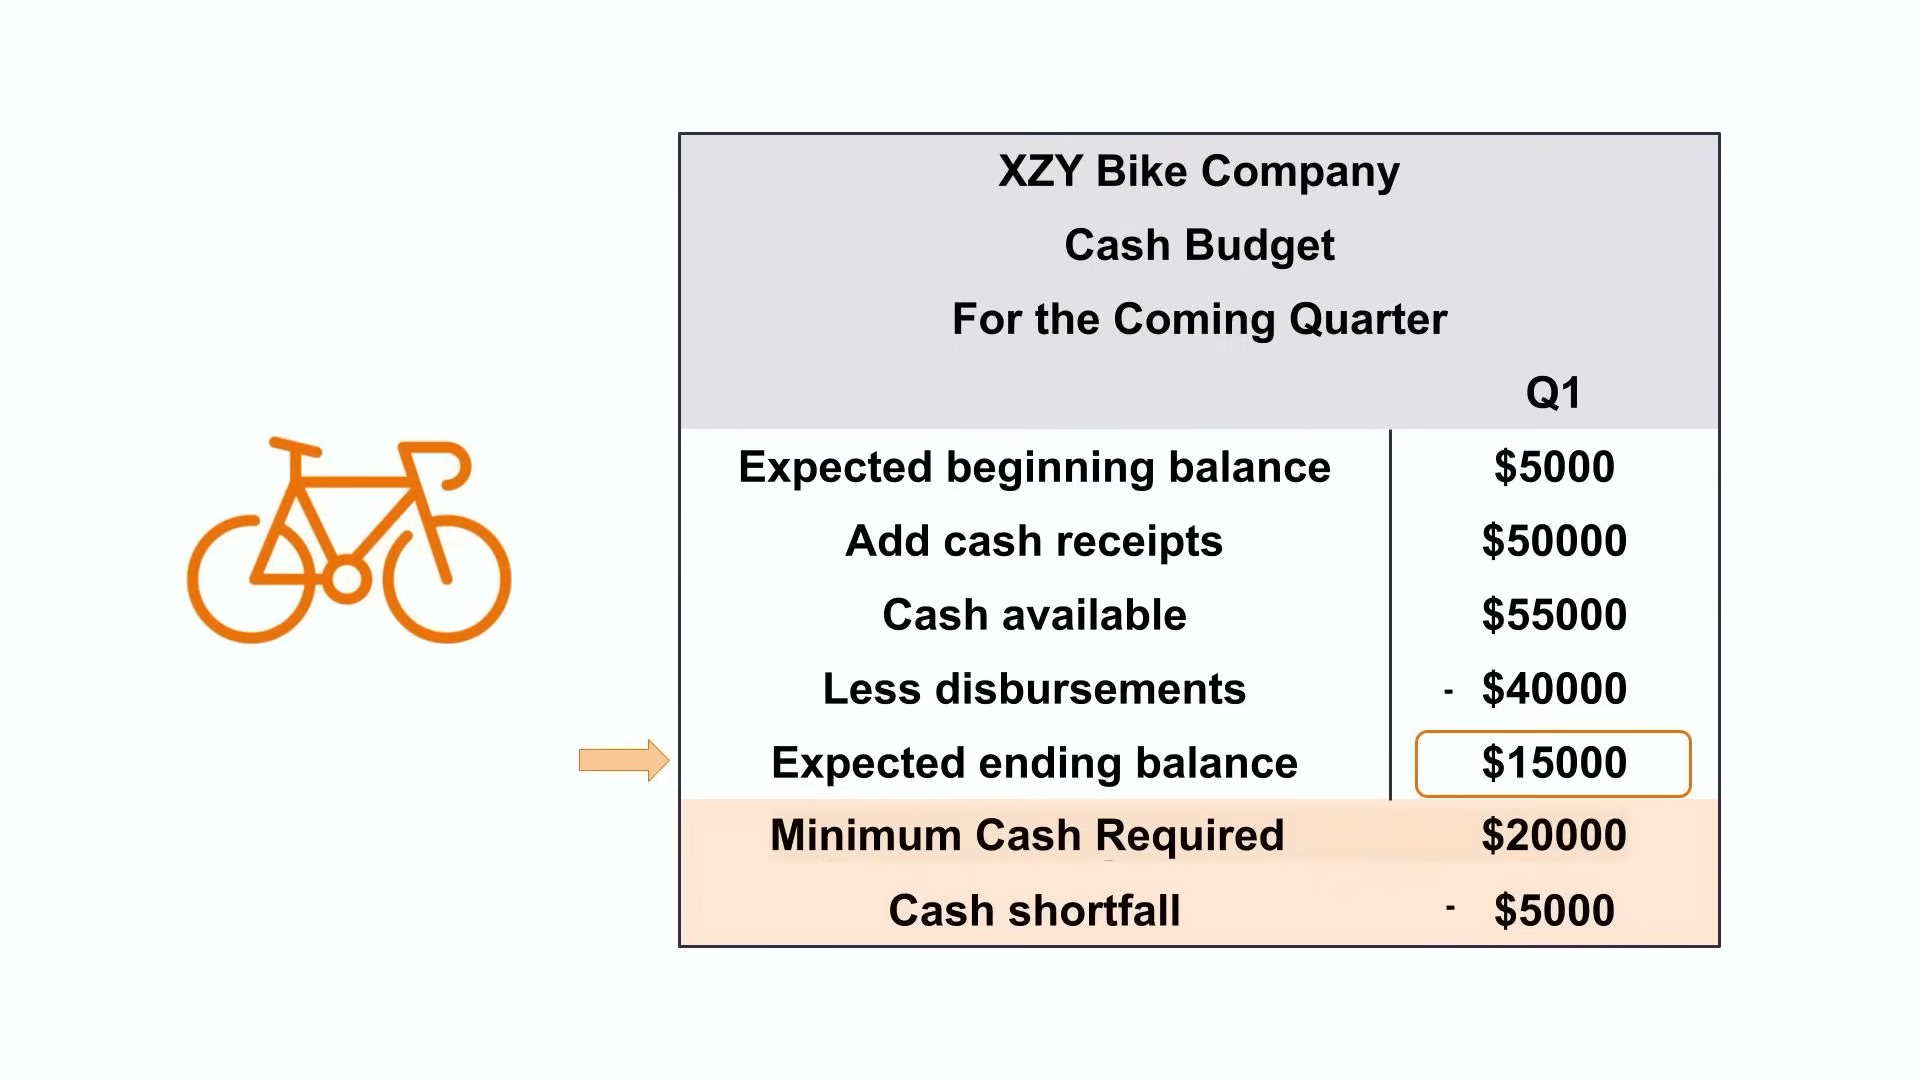 XZY Bike Company
Cash Budget
For the Coming Quarter
Q1
Expected beginning balance $5000
Add cash receipts $50000
Cash available $55000
Less disbursements - $40000
Expected ending balance $15000
Minimum Cash Required $20000
Cash shortfall - $5000